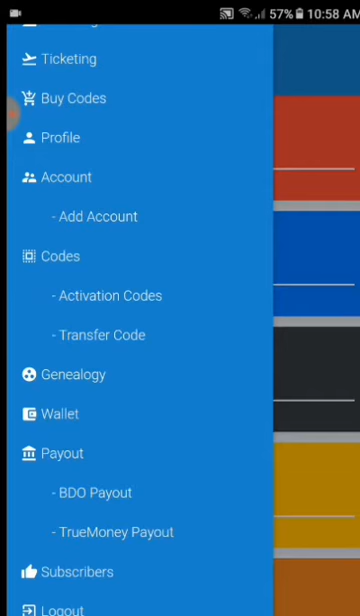 57% 10:58 AM
Ticketing
Buy Codes
Profile
Account
- Add Account
Codes
- Activation Codes
- Transfer Code
Genealogy
Wallet
Payout
- BDO Payout
- TrueMoney Payout
Subscribers
Logout